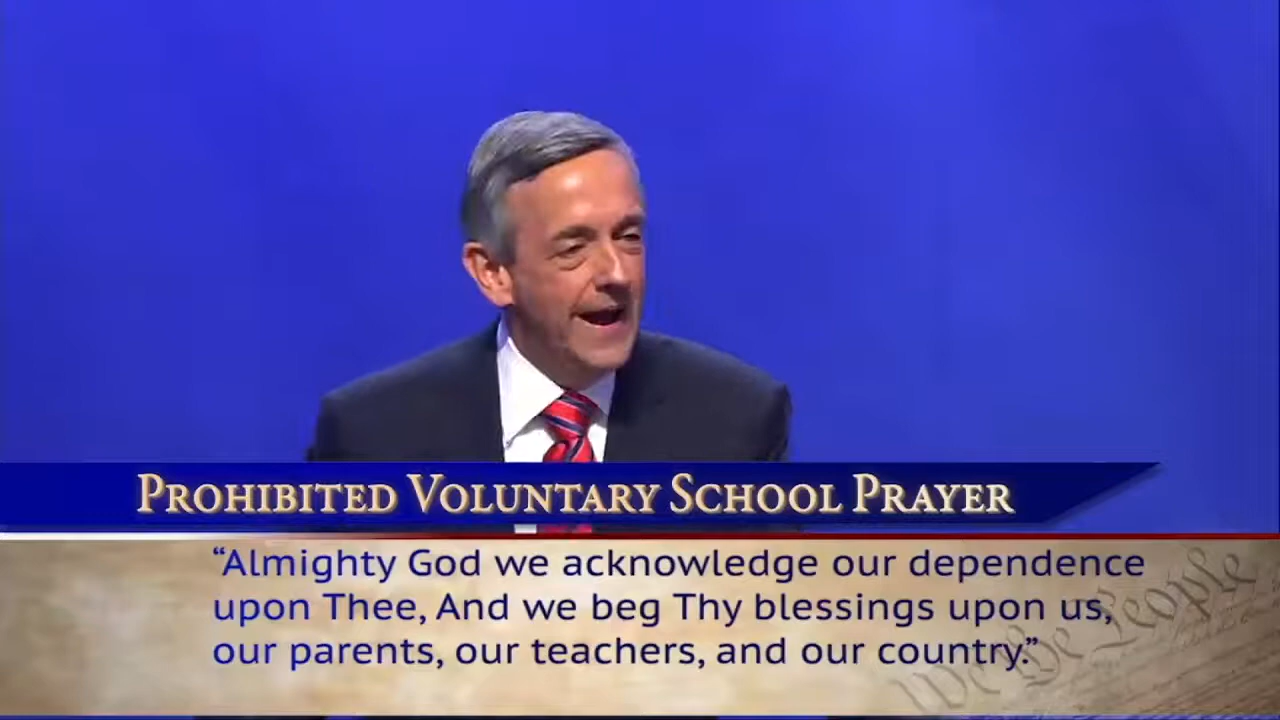 PROHIBITED VOLUNTARY SCHOOL PRAYER
“Almighty God we acknowledge our dependence
upon Thee, And we beg Thy blessings upon us,
our parents, our teachers, and our country.”
We the People